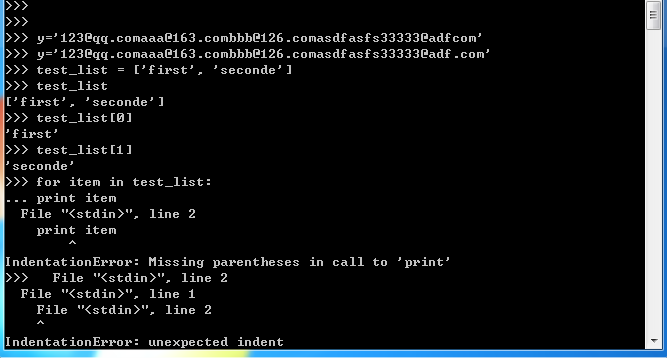 >>>
>>>
>>> y='123@qq.comaaa@163.combbb@126.comasdfasfs33333@adfcom'
>>> y='123@qq.comaaa@163.combbb@126.comasdfasfs33333@adf.com'
>>> test_list = ['first', 'seconde']
>>> test_list
['first', 'seconde']
>>> test_list[0]
'first'
>>> test_list[1]
'seconde'
>>> for item in test_list:
... print item
  File "<stdin>", line 2
    print item
        ^
IndentationError: Missing parentheses in call to 'print'
>>>   File "<stdin>", line 2
  File "<stdin>", line 1
    File "<stdin>", line 2
    ^
IndentationError: unexpected indent